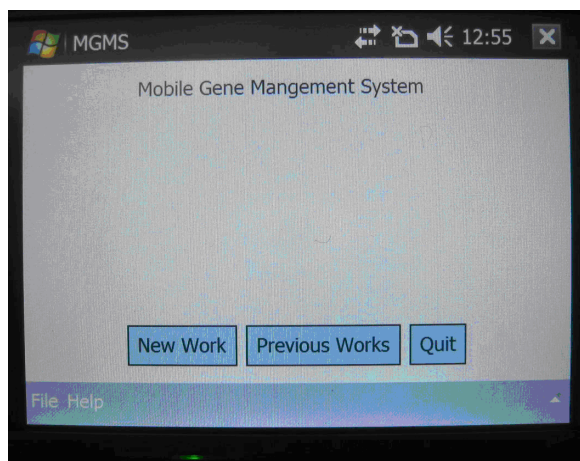 MGMS 12:55
Mobile Gene Mangement System
New Work Previous Works Quit
File Help